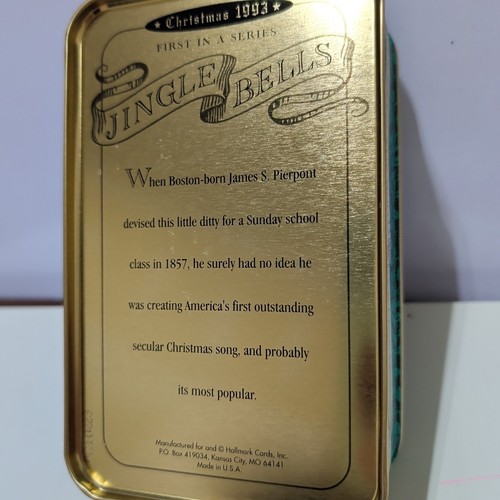 ★ Christmas 1993 ★
FIRST IN A SERIES
JINGLE BELLS
When Boston-born James S. Pierpont
devised this little ditty for a Sunday school
class in 1857, he surely had no idea he
was creating America's first outstanding
secular Christmas song, and probably
its most popular.
Manufactured for and © Hallmark Cards, Inc.
P.O. Box 419034, Kansas City, MO 64141
Made in U.S.A.